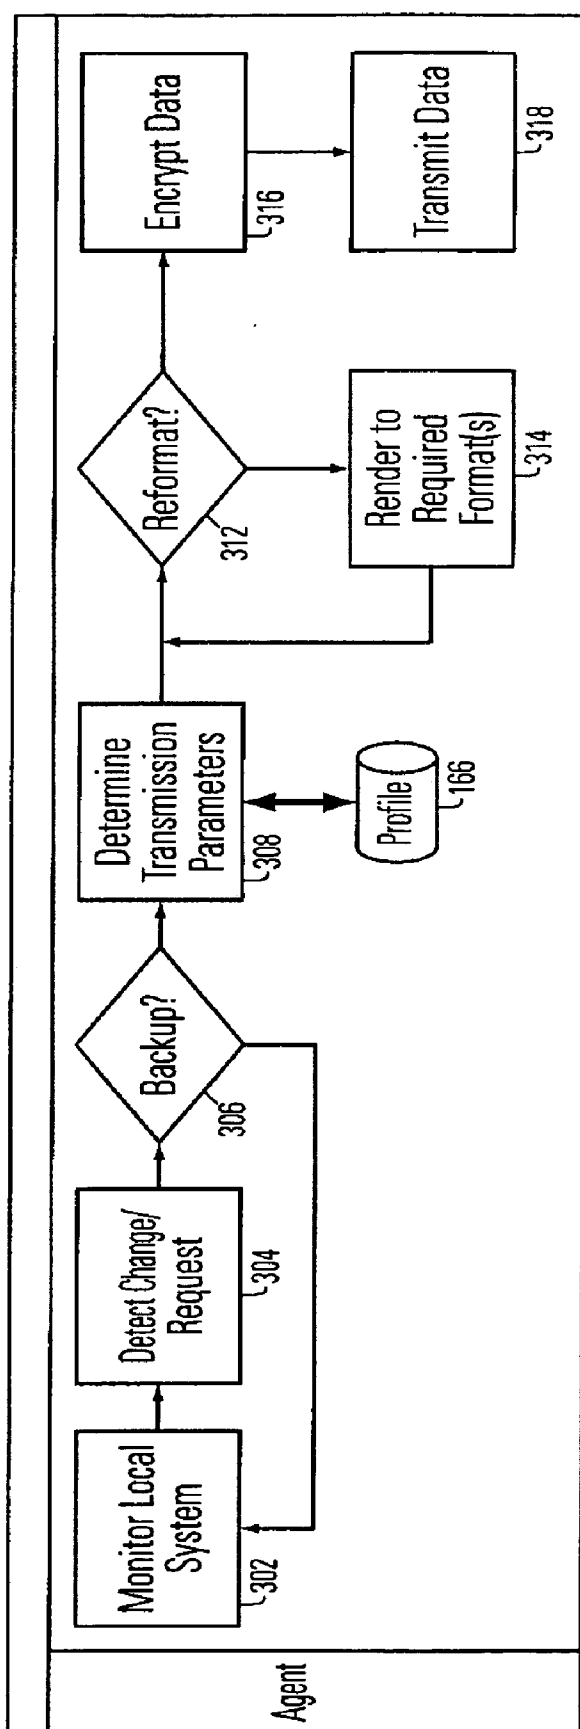 Agent
Monitor Local
System
302
Detect Change/
Request
304
Backup?
306
Determine
Transmission
Parameters
308
Profile
166
Reformat?
312
Render to
Required
Format(s)
314
Encrypt Data
316
Transmit Data
318